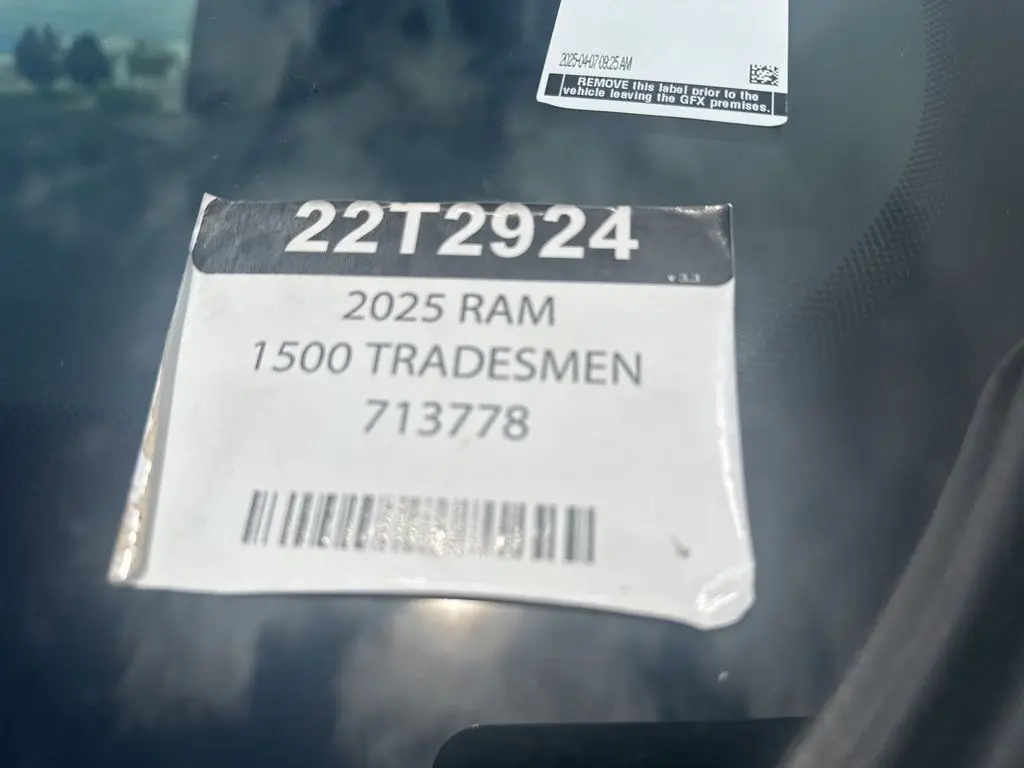 2025-04-07 09:25 AM
REMOVE this label prior to the
vehicle leaving the GFX premises.
22T2924
v 3.3
2025 RAM
1500 TRADESMEN
713778